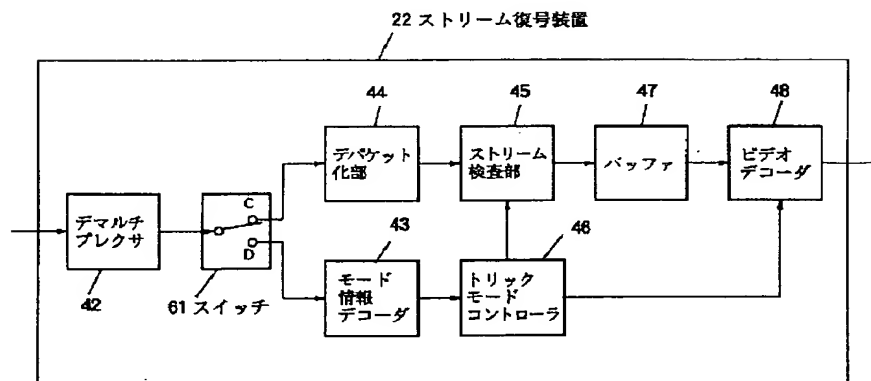 22 ストリーム復号装置
44
45
47
48
デパケット
化部
ストリーム
検査部
バッファ
ビデオ
デコーダ
C
デマルチ
プレクサ
D
43
46
42
61 スイッチ
モード
情報
デコーダ
トリック
モード
コントローラ